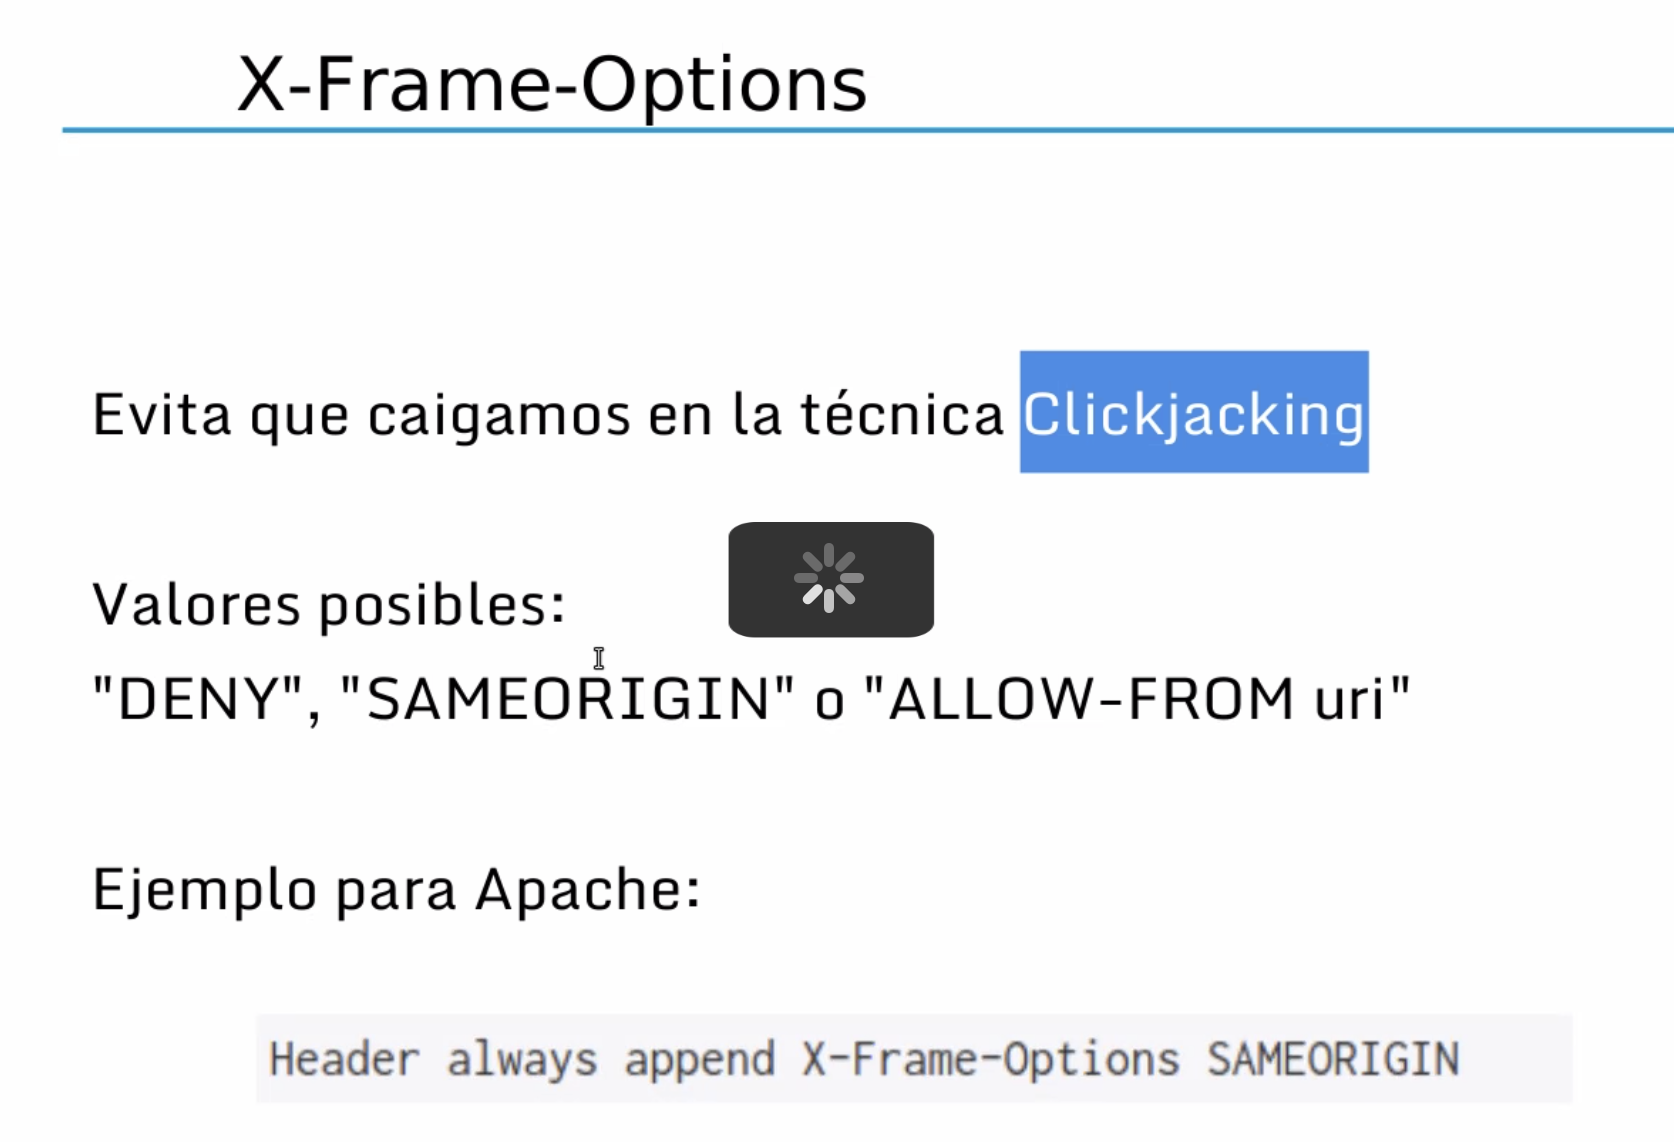 X-Frame-Options
Evita que caigamos en la técnica Clickjacking
Valores posibles:
"DENY", "SAMEORIGIN" o "ALLOW-FROM uri"
Ejemplo para Apache:
Header always append X-Frame-Options SAMEORIGIN